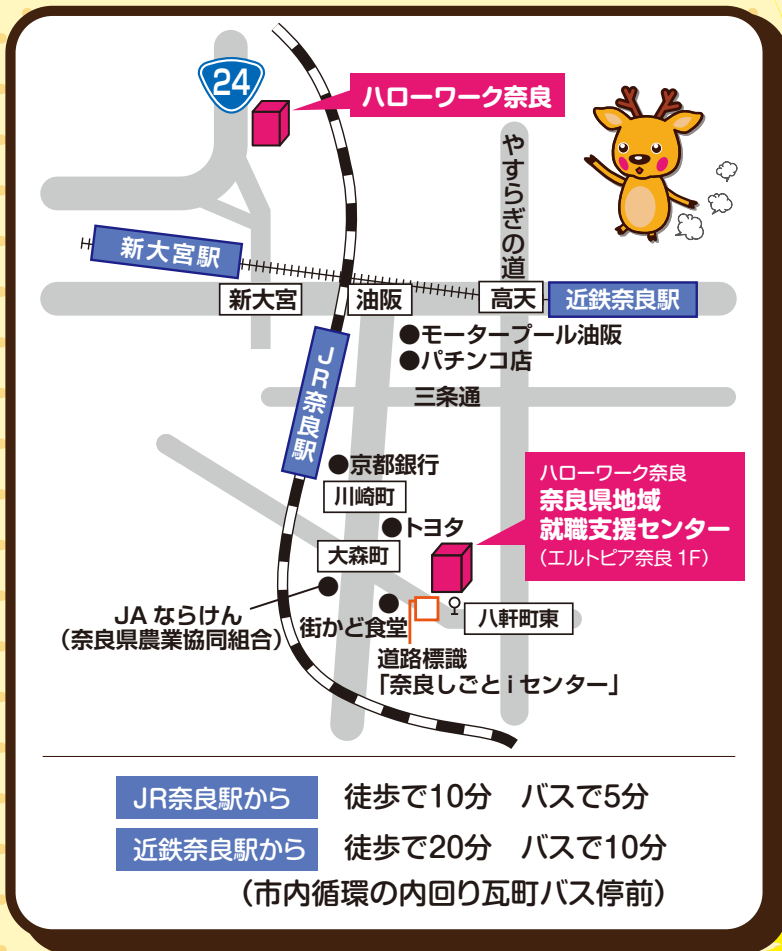 24
ハローワーク奈良
やすらぎの道
新大宮駅
新大宮
油阪
高天
近鉄奈良駅
●モータープール油阪
●パチンコ店
JR奈良駅
三条通
●京都銀行
川崎町
●トヨタ
大森町
ハローワーク奈良
奈良県地域
就職支援センター
(エルトピア奈良 1F)
JA ならけん
(奈良県農業協同組合)
街かど食堂
八軒町東
道路標識
「奈良しごと i センター」
JR奈良駅から 徒歩で10分 バスで5分
近鉄奈良駅から 徒歩で20分 バスで10分
(市内循環の内回り瓦町バス停前)